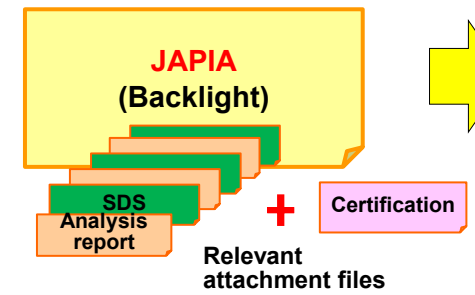 JAPIA
(Backlight)
SDS
Analysis
report
+
Certification
Relevant
attachment files